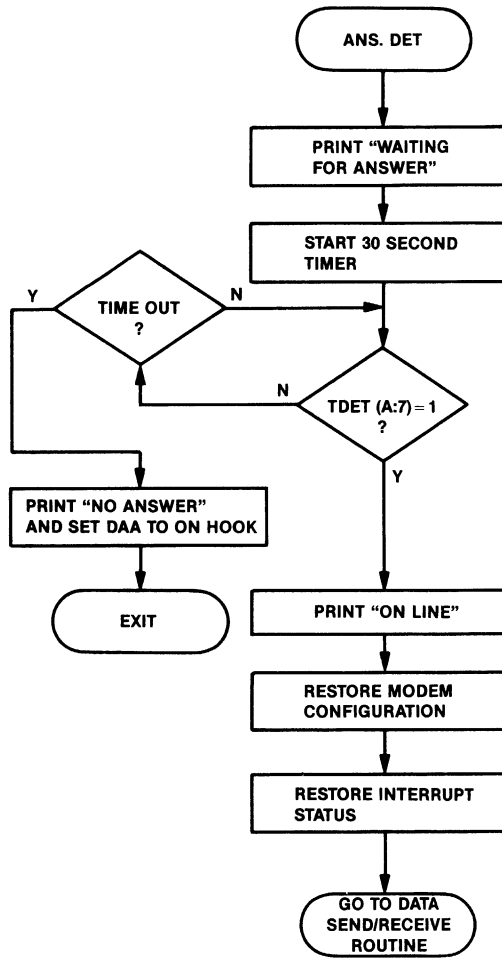 ANS. DET
PRINT “WAITING
FOR ANSWER”
START 30 SECOND
TIMER
Y
TIME OUT
?
N
N
TDET (A:7) = 1
?
Y
PRINT “NO ANSWER”
AND SET DAA TO ON HOOK
EXIT
PRINT “ON LINE”
RESTORE MODEM
CONFIGURATION
RESTORE INTERRUPT
STATUS
GO TO DATA
SEND/RECEIVE
ROUTINE